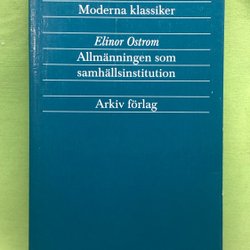 Moderna klassiker
Elinor Ostrom
Allmänningen som
samhällsinstitution
Arkiv förlag